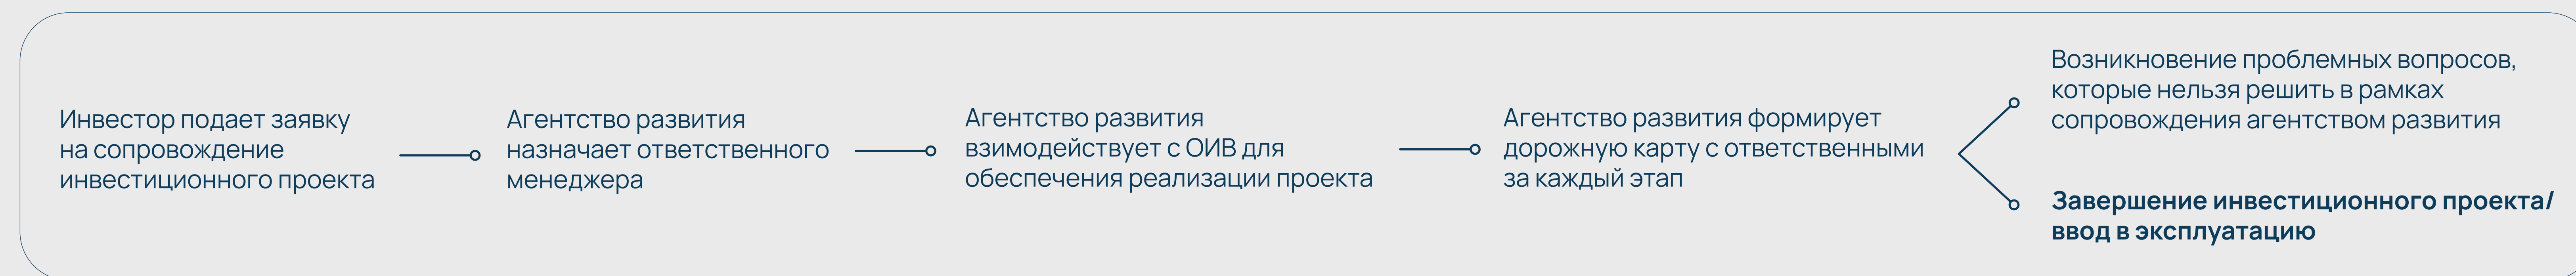 Инвестор подает заявку
на сопровождение
инвестиционного проекта
Агентство развития
назначает ответственного
менеджера
Агентство развития
взимодействует с ОИВ для
обеспечения реализации проекта
Агентство развития формирует
дорожную карту с ответственными
за каждый этап
Возникновение проблемных вопросов,
которые нельзя решить в рамках
сопровождения агентством развития
Завершение инвестиционного проекта/
ввод в эксплуатацию